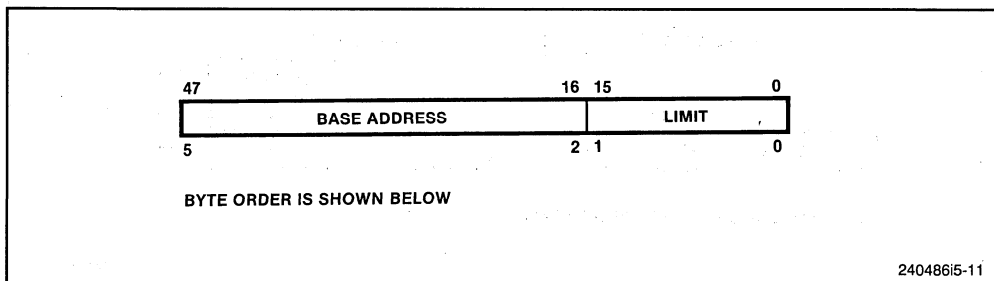 47 16 15 0
BASE ADDRESS LIMIT
5 2 1 0
BYTE ORDER IS SHOWN BELOW
240486i5-11